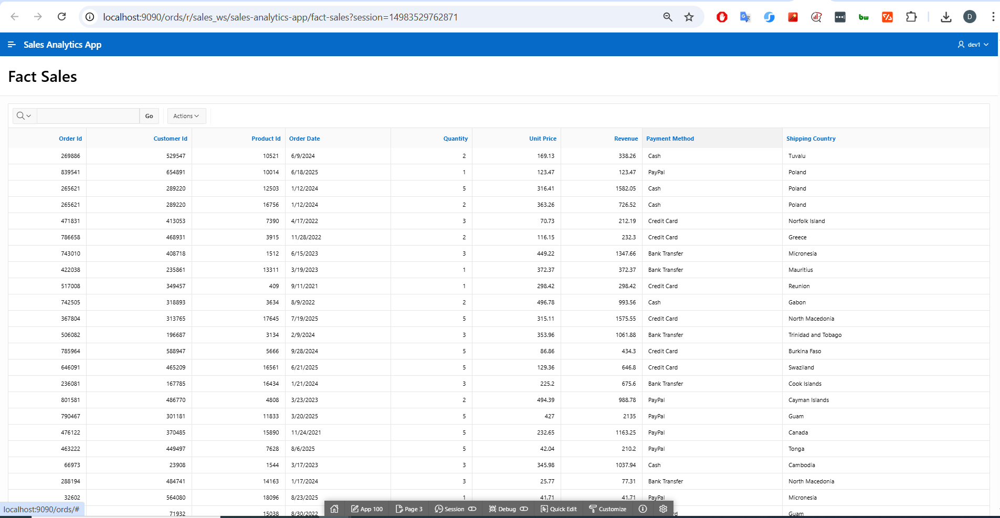 localhost:9090/ords/r/sales_ws/sales-analytics-app/fact-sales?session=14983529762871
bw
D
Sales Analytics App
dev1
Fact Sales
Go Actions
Order Id Customer Id Product Id Order Date Quantity Unit Price Revenue Payment Method Shipping Country
269886 529547 10521 6/9/2024 2 169.13 338.26 Cash Tuvalu
839541 654891 10014 6/18/2025 1 123.47 123.47 PayPal Poland
265621 289220 12503 1/12/2024 5 316.41 1582.05 Cash Poland
265621 289220 16756 1/12/2024 2 363.26 726.52 Cash Poland
471831 413053 7390 4/17/2022 3 70.73 212.19 Credit Card Norfolk Island
786658 468931 3915 11/28/2022 2 116.15 232.3 Credit Card Greece
743010 408718 1512 6/15/2023 3 449.22 1347.66 Bank Transfer Micronesia
422038 235861 13311 3/19/2023 1 372.37 372.37 Bank Transfer Mauritius
517008 349457 409 9/11/2021 1 298.42 298.42 Credit Card Reunion
742505 318893 3634 8/9/2022 2 496.78 993.56 Cash Gabon
367804 313765 17645 7/19/2025 5 315.11 1575.55 Credit Card North Macedonia
506082 196687 3134 2/9/2024 3 353.96 1061.88 Bank Transfer Trinidad and Tobago
785964 588947 5666 9/28/2024 5 86.86 434.3 Credit Card Burkina Faso
646091 465209 16561 6/21/2025 5 129.36 646.8 Credit Card Swaziland
236081 167785 16434 1/21/2024 3 225.2 675.6 Bank Transfer Cook Islands
801581 486770 4808 3/23/2023 2 494.39 988.78 PayPal Cayman Islands
790467 301181 11833 3/20/2025 5 427 2135 PayPal Guam
476122 370485 15890 11/24/2021 5 232.65 1163.25 PayPal Canada
463222 449497 7628 8/6/2025 5 42.04 210.2 PayPal Tonga
66973 23908 1544 3/17/2023 3 345.98 1037.94 Cash Cambodia
288194 484741 14163 1/17/2024 3 25.77 77.31 Bank Transfer North Macedonia
32602 564080 18096 8/23/2025 1 41.71 41.71 PayPal Micronesia
71932 15038 8/30/2022 rd Guam
localhost:9090/ords/#
App 100 Page 3 Session Debug Quick Edit Customize